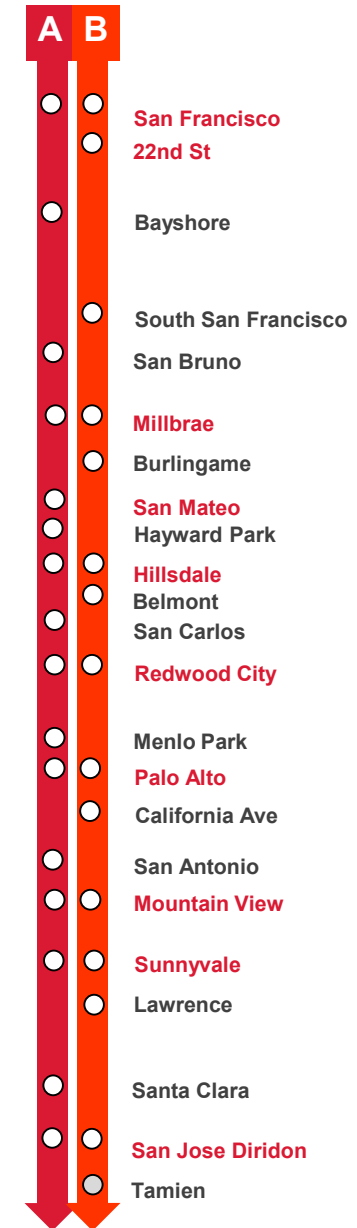 A B
San Francisco
22nd St
Bayshore
South San Francisco
San Bruno
Millbrae
Burlingame
San Mateo
Hayward Park
Hillsdale
Belmont
San Carlos
Redwood City
Menlo Park
Palo Alto
California Ave
San Antonio
Mountain View
Sunnyvale
Lawrence
Santa Clara
San Jose Diridon
Tamien